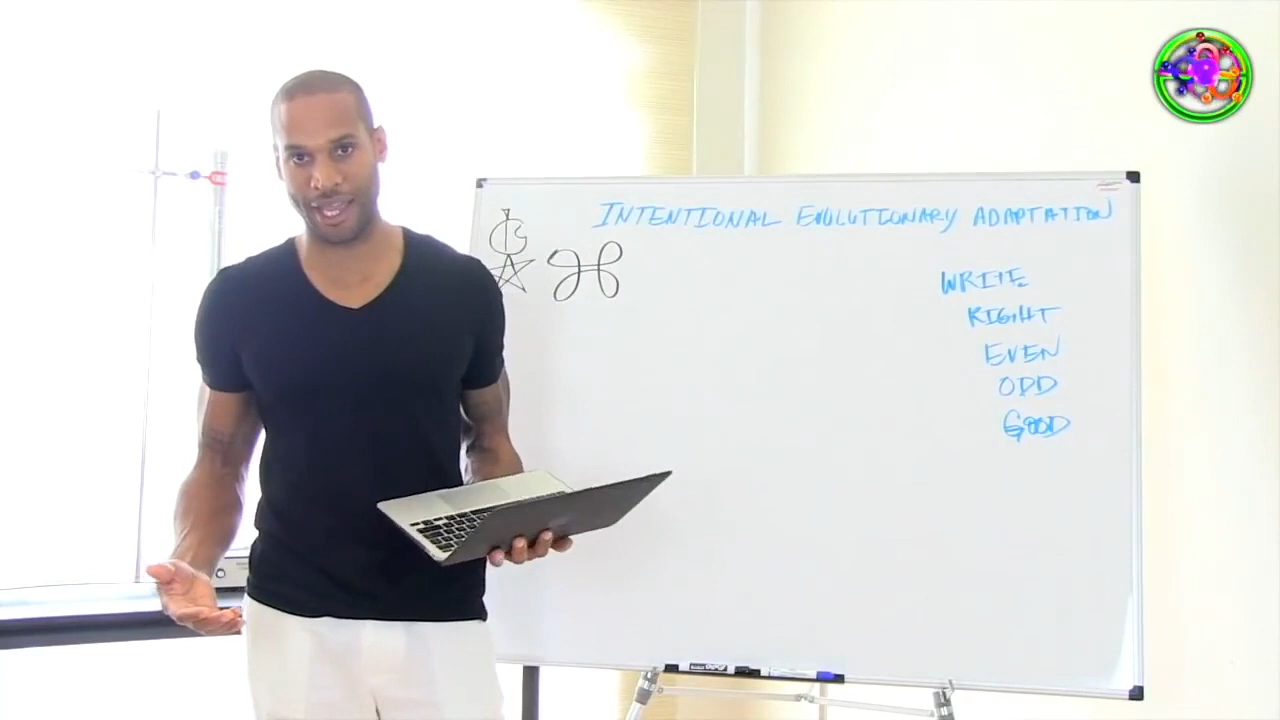 INTENTIONAL EVOLUTIONARY ADAPTATION
WRITE
RIGHT
EVEN
ODD
GOOD